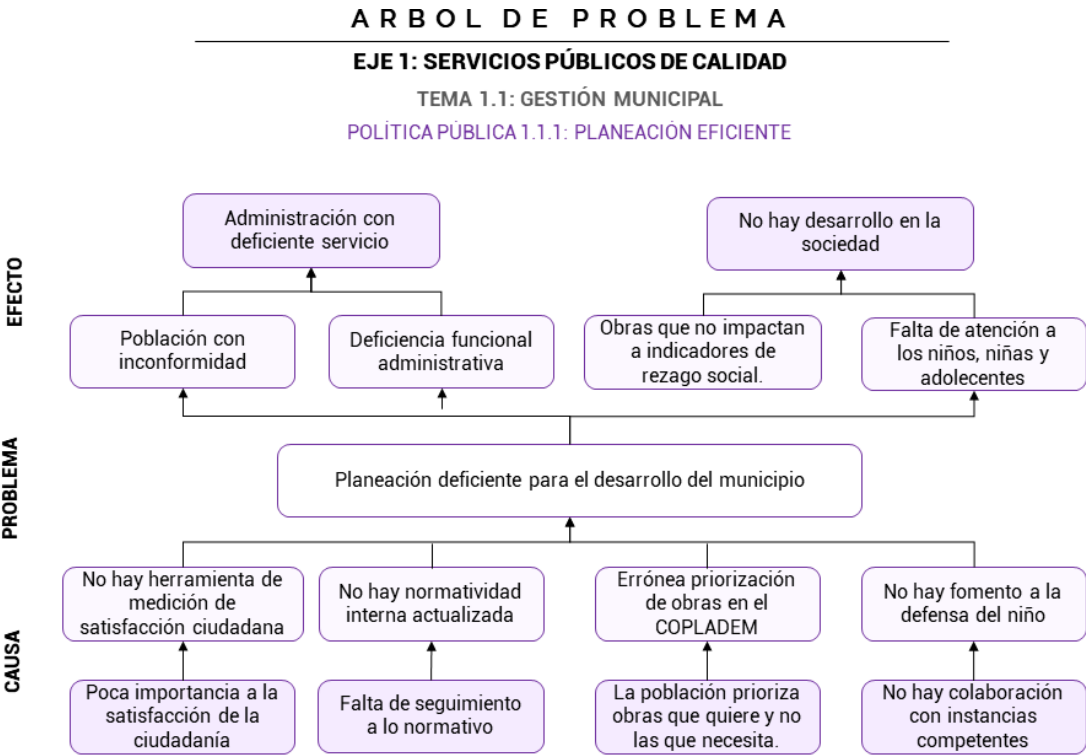 ARBOL DE PROBLEMA
EJE 1: SERVICIOS PÚBLICOS DE CALIDAD
TEMA 1.1: GESTIÓN MUNICIPAL
POLÍTICA PÚBLICA 1.1.1: PLANEACIÓN EFICIENTE
EFECTO
Administración con
deficiente servicio
No hay desarrollo en la
sociedad
Población con
inconformidad
Deficiencia funcional
administrativa
Obras que no impactan
a indicadores de
rezago social.
Falta de atención a
los niños, niñas y
adolecentes
PROBLEMA
Planeación deficiente para el desarrollo del municipio
CAUSA
No hay herramienta de
medición de
satisfacción ciudadana
No hay normatividad
interna actualizada
Errónea priorización
de obras en el
COPLADEM
No hay fomento a la
defensa del niño
Poca importancia a la
satisfacción de la
ciudadanía
Falta de seguimiento
a lo normativo
La población prioriza
obras que quiere y no
las que necesita.
No hay colaboración
con instancias
competentes